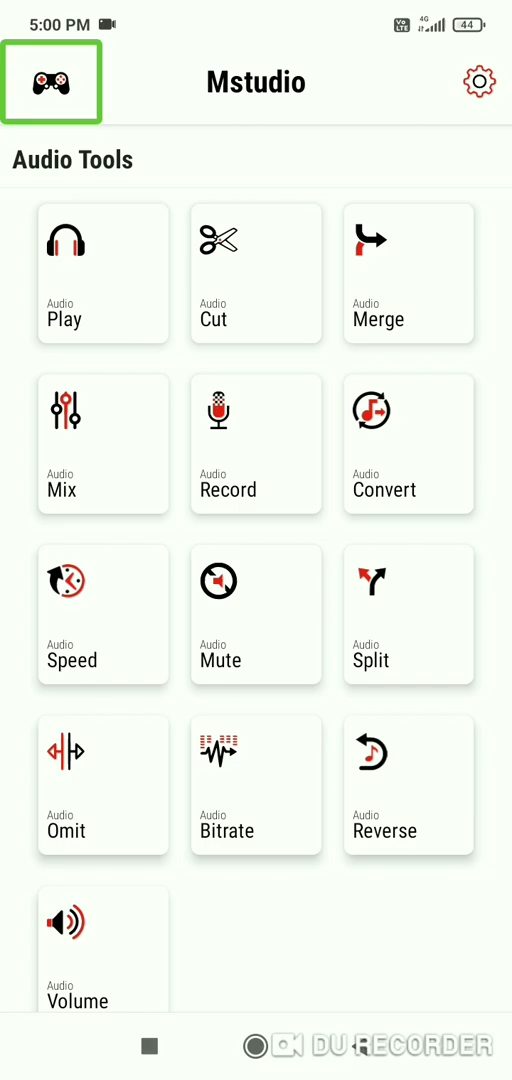 5:00 PM
Vo LTE 4G 44
Mstudio
Audio Tools
Audio
Play
Audio
Cut
Audio
Merge
Audio
Mix
Audio
Record
Audio
Convert
Audio
Speed
Audio
Mute
Audio
Split
Audio
Omit
Audio
Bitrate
Audio
Reverse
Audio
Volume
DU RECORDER